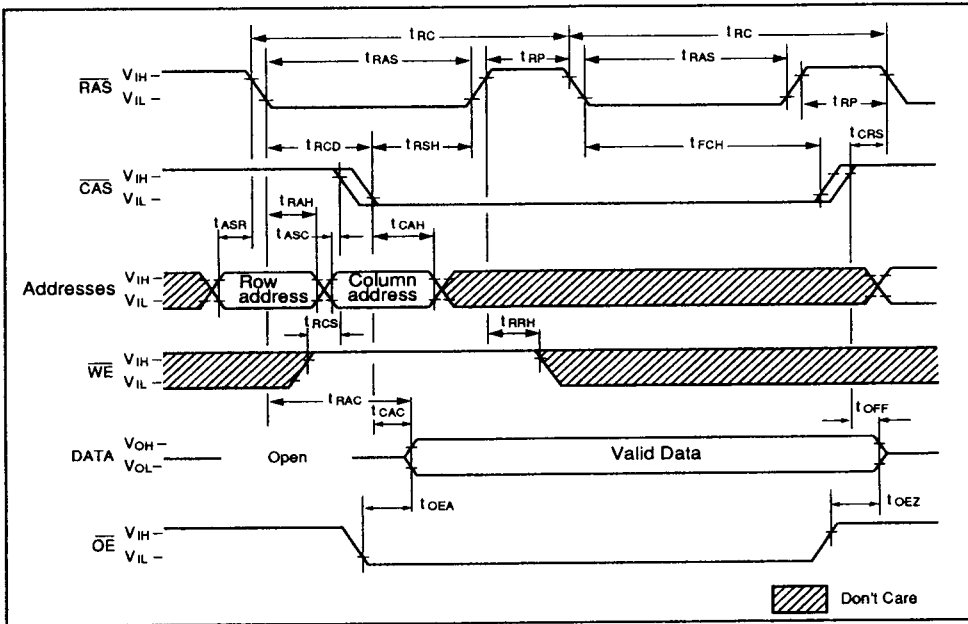 tRC tRC
tRAS tRP tRAS
RAS VIH
VIL
tRP
tRCD tRSH tFCH tCRS
CAS VIH
VIL
tRAH
tASR tASC tCAH
Addresses VIH
VIL
Row address
Column address
tRCS tRRH
WE VIH
VIL
tRAC
tCAC tOFF
DATA VOH
VOL
Open
Valid Data
tOEA tOEZ
OE VIH
VIL
Don't Care